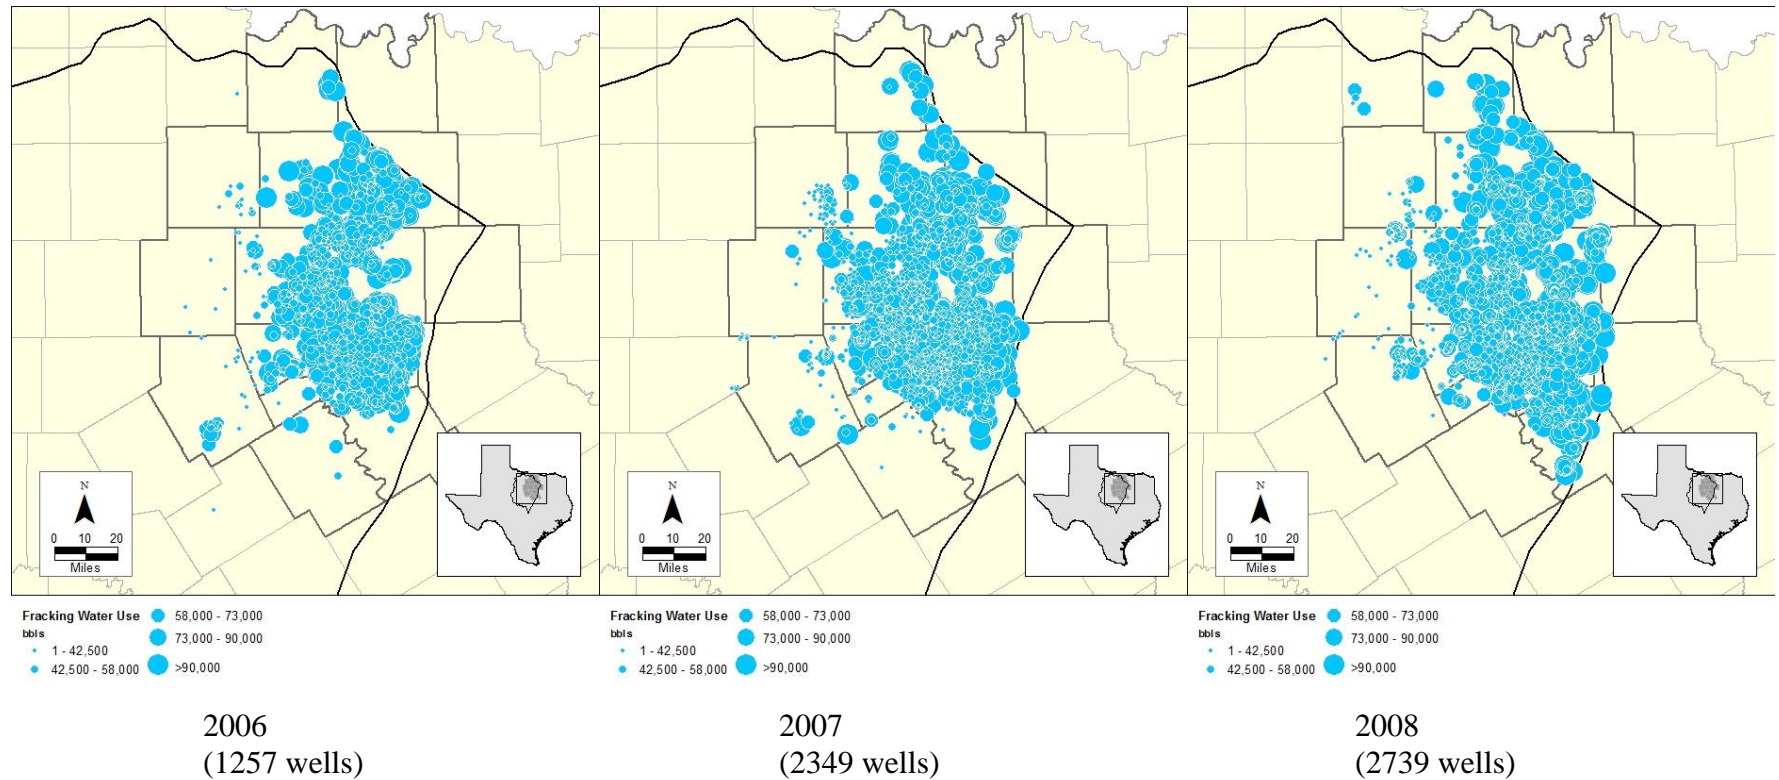 N
0 10 20
Miles
N
0 10 20
Miles
N
0 10 20
Miles
Fracking Water Use
bbls
1 - 42,500
42,500 - 58,000
58,000 - 73,000
73,000 - 90,000
>90,000
Fracking Water Use
bbls
1 - 42,500
42,500 - 58,000
58,000 - 73,000
73,000 - 90,000
>90,000
Fracking Water Use
bbls
1 - 42,500
42,500 - 58,000
58,000 - 73,000
73,000 - 90,000
>90,000
2006
(1257 wells)
2007
(2349 wells)
2008
(2739 wells)